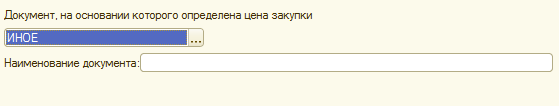 Документ, на основании которого определена цена закупки
ИНОЕ ...
Наименование документа: